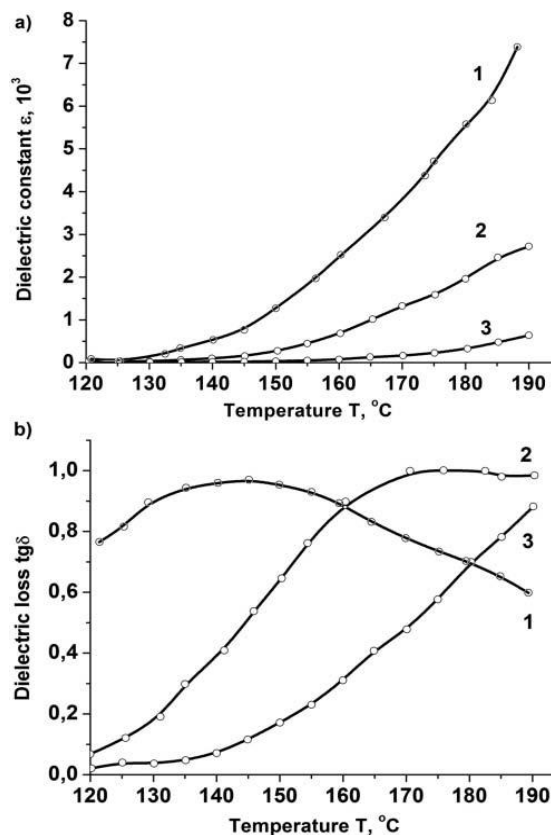 a)
Dielectric constant ε, 10³
8
7
6
5
4
3
2
1
0
1
2
3
120 130 140 150 160 170 180 190
Temperature T, °C
b)
Dielectric loss tgδ
1,0
0,8
0,6
0,4
0,2
0,0
2
3
1
120 130 140 150 160 170 180 190
Temperature T, °C